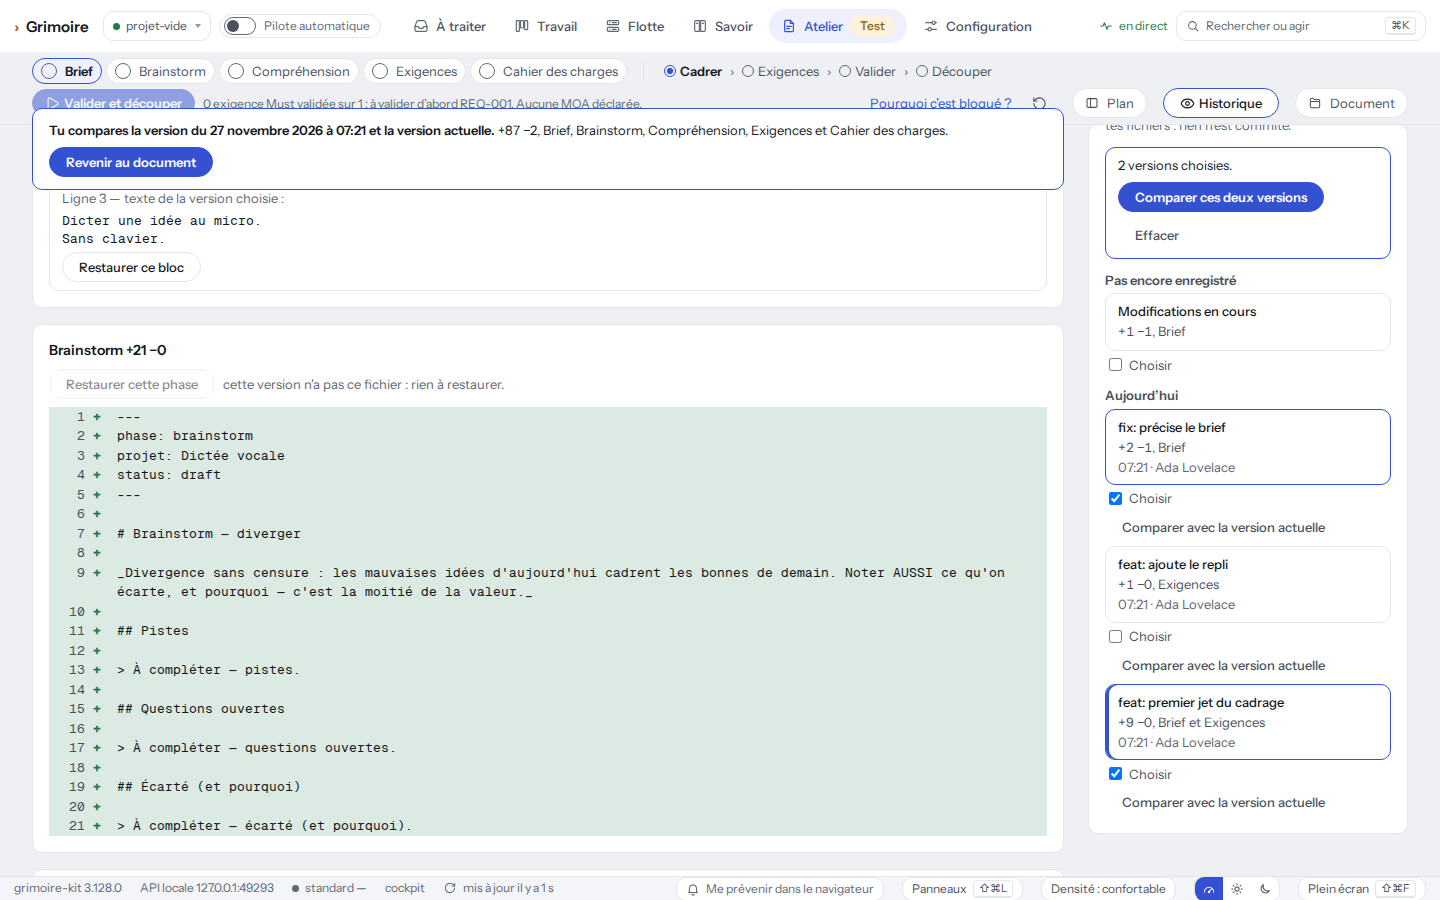 › Grimoire
projet-vide
Pilote automatique
À traiter
Travail
Flotte
Savoir
Atelier
Test
Configuration
en direct
Rechercher ou agir
⌘K
Brief
Brainstorm
Compréhension
Exigences
Cahier des charges
Cadrer › Exigences › Valider › Découper
Valider et découper
0 exigence Must validée sur 1 : à valider d'abord REQ-001. Aucune MOA déclarée.
Pourquoi c'est bloqué ?
Plan
Historique
Document
Tu compares la version du 27 novembre 2026 à 07:21 et la version actuelle. +87 −2, Brief, Brainstorm, Compréhension, Exigences et Cahier des charges.
Revenir au document
Ligne 3 — texte de la version choisie :
Dicter une idée au micro.
Sans clavier.
Restaurer ce bloc
Brainstorm +21 −0
Restaurer cette phase
cette version n'a pas ce fichier : rien à restaurer.
1 + ---
2 + phase: brainstorm
3 + projet: Dictée vocale
4 + status: draft
5 + ---
6 +
7 + # Brainstorm — diverger
8 +
9 + _Divergence sans censure : les mauvaises idées d'aujourd'hui cadrent les bonnes de demain. Noter AUSSI ce qu'on
écarte, et pourquoi — c'est la moitié de la valeur._
10 +
11 + ## Pistes
12 +
13 + > À compléter — pistes.
14 +
15 + ## Questions ouvertes
16 +
17 + > À compléter — questions ouvertes.
18 +
19 + ## Écarté (et pourquoi)
20 +
21 + > À compléter — écarté (et pourquoi).
tes fichiers : rien n'est commité.
2 versions choisies.
Comparer ces deux versions
Effacer
Pas encore enregistré
Modifications en cours
+1 −1, Brief
Choisir
Aujourd'hui
fix: précise le brief
+2 −1, Brief
07:21 · Ada Lovelace
Choisir
Comparer avec la version actuelle
feat: ajoute le repli
+1 −0, Exigences
07:21 · Ada Lovelace
Choisir
Comparer avec la version actuelle
feat: premier jet du cadrage
+9 −0, Brief et Exigences
07:21 · Ada Lovelace
Choisir
Comparer avec la version actuelle
grimoire-kit 3.128.0
API locale 127.0.0.1:49293
standard —
cockpit
mis à jour il y a 1 s
Me prévenir dans le navigateur
Panneaux ⇧⌘L
Densité : confortable
Plein écran ⇧⌘F